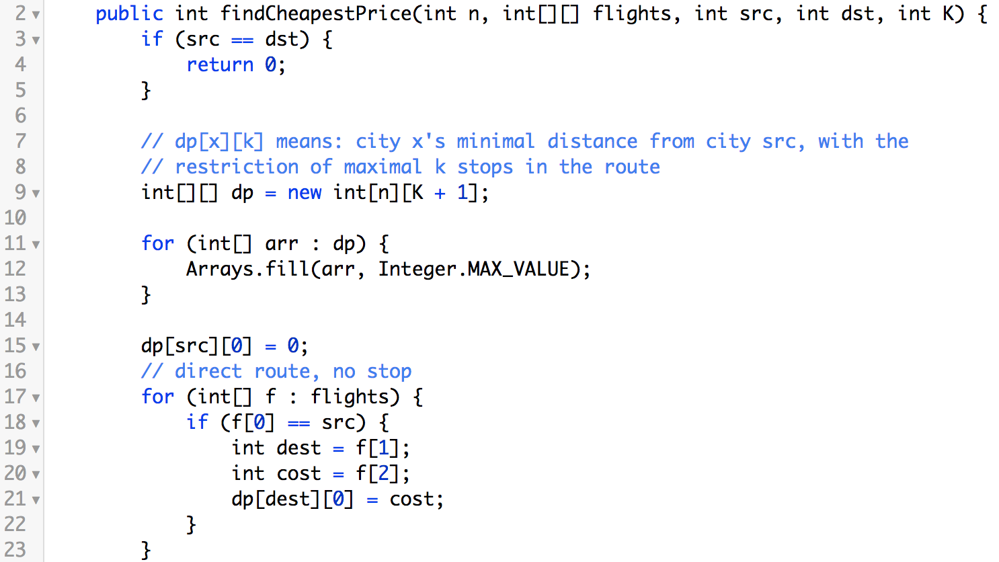 2 public int findCheapestPrice(int n, int[][] flights, int src, int dst, int K) {
3 if (src == dst) {
4 return 0;
5 }
6
7 // dp[x][k] means: city x's minimal distance from city src, with the
8 // restriction of maximal k stops in the route
9 int[][] dp = new int[n][K + 1];
10
11 for (int[] arr : dp) {
12 Arrays.fill(arr, Integer.MAX_VALUE);
13 }
14
15 dp[src][0] = 0;
16 // direct route, no stop
17 for (int[] f : flights) {
18 if (f[0] == src) {
19 int dest = f[1];
20 int cost = f[2];
21 dp[dest][0] = cost;
22 }
23 }